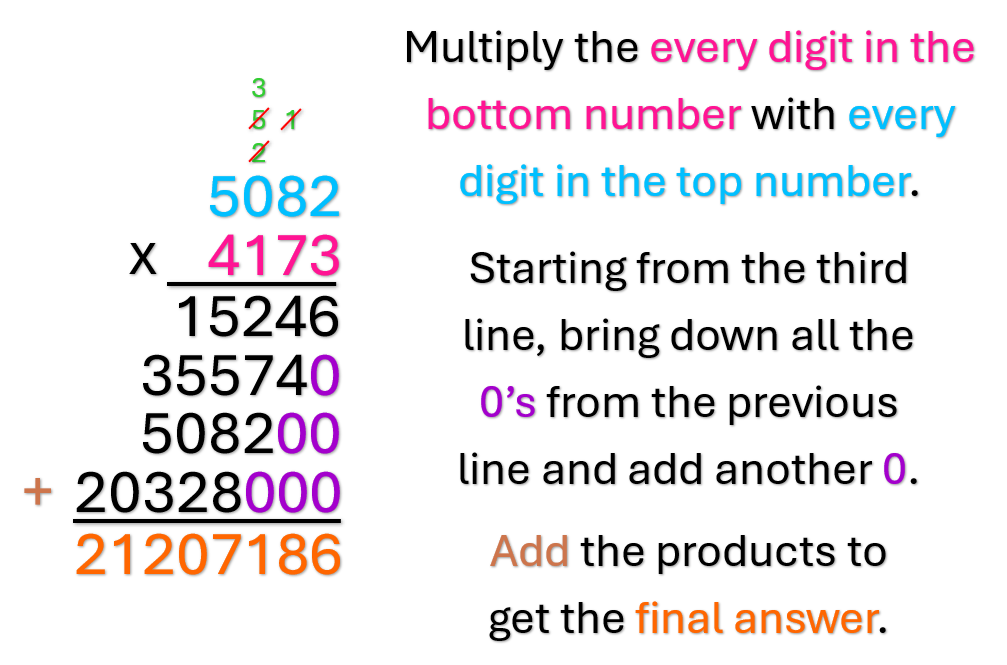 3
5 1
2
5082
x 4173
15246
355740
508200
+ 20328000
21207186
Multiply the every digit in the
bottom number with every
digit in the top number.
Starting from the third
line, bring down all the
0’s from the previous
line and add another 0.
Add the products to
get the final answer.